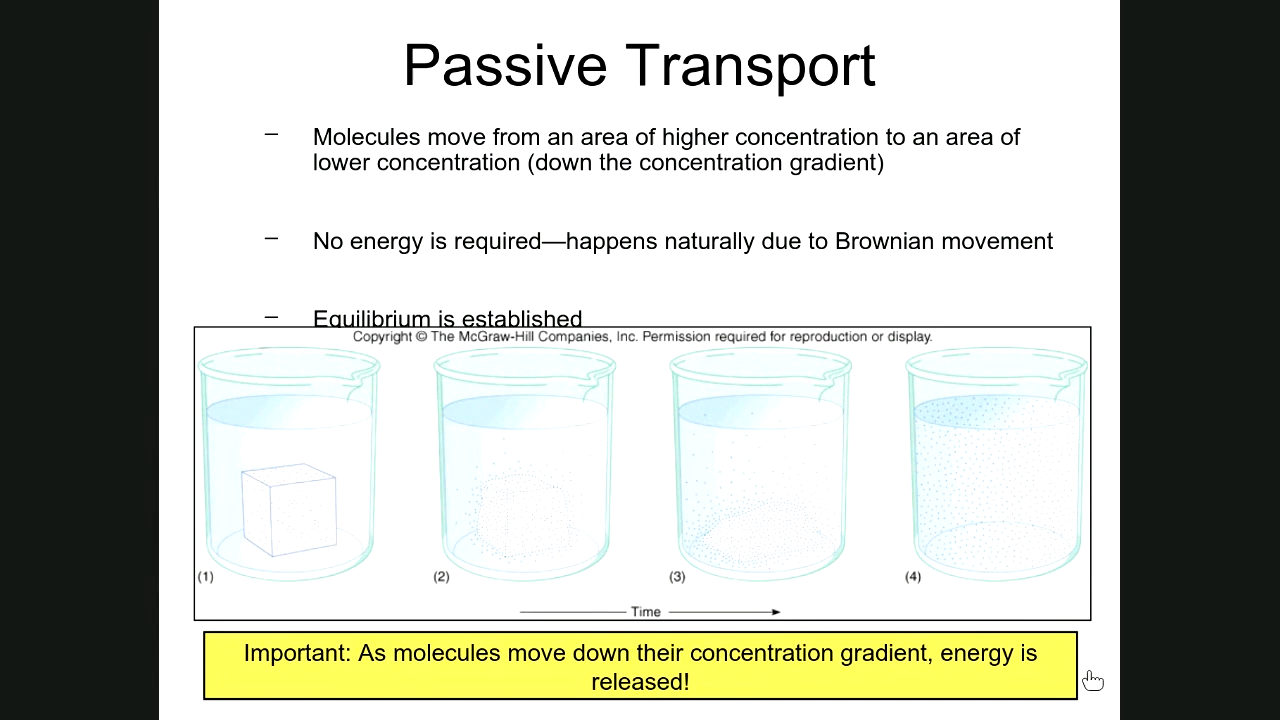 Passive Transport
– Molecules move from an area of higher concentration to an area of
lower concentration (down the concentration gradient)
– No energy is required—happens naturally due to Brownian movement
– Equilibrium is established
Copyright © The McGraw-Hill Companies, Inc. Permission required for reproduction or display.
(1) (2) (3) (4)
Time
Important: As molecules move down their concentration gradient, energy is
released!